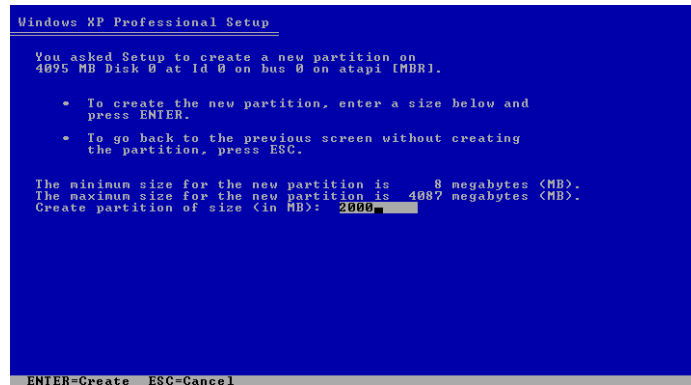 Windows XP Professional Setup
You asked Setup to create a new partition on
4095 MB Disk 0 at Id 0 on bus 0 on atapi [MBR].
• To create the new partition, enter a size below and
press ENTER.
• To go back to the previous screen without creating
the partition, press ESC.
The minimum size for the new partition is 8 megabytes (MB).
The maximum size for the new partition is 4087 megabytes (MB).
Create partition of size (in MB): 2000
ENTER=Create ESC=Cancel